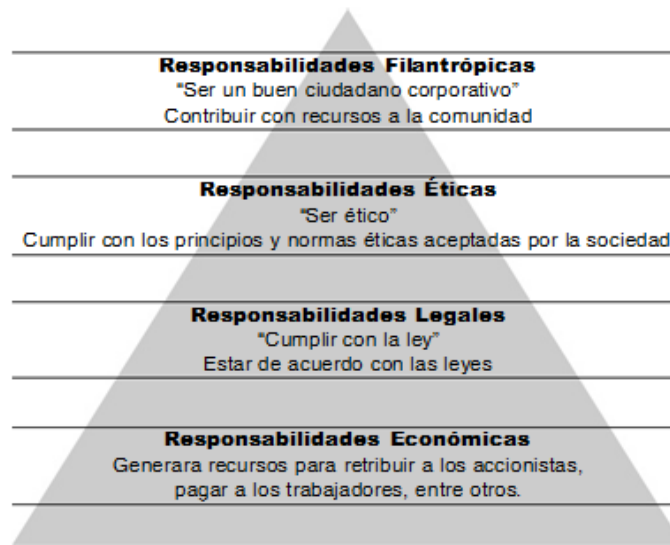 Responsabilidades Filantrópicas
“Ser un buen ciudadano corporativo”
Contribuir con recursos a la comunidad
Responsabilidades Éticas
“Ser ético”
Cumplir con los principios y normas éticas aceptadas por la sociedad
Responsabilidades Legales
“Cumplir con la ley”
Estar de acuerdo con las leyes
Responsabilidades Económicas
Generara recursos para retribuir a los accionistas,
pagar a los trabajadores, entre otros.